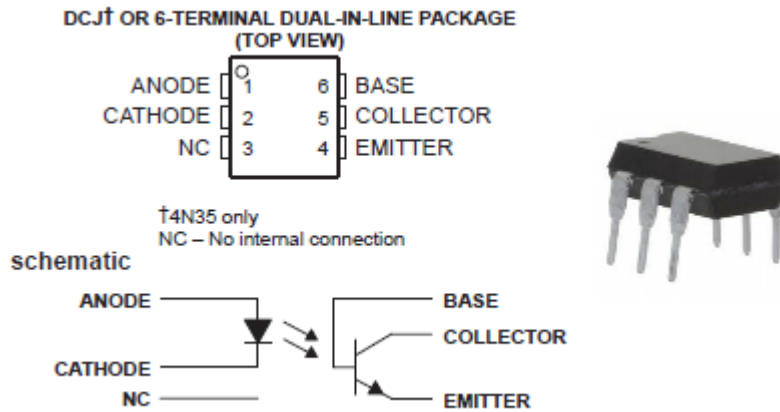 DCJ† OR 6-TERMINAL DUAL-IN-LINE PACKAGE
(TOP VIEW)
ANODE 1 6 BASE
CATHODE 2 5 COLLECTOR
NC 3 4 EMITTER
†4N35 only
NC – No internal connection
schematic
ANODE BASE
COLLECTOR
CATHODE
NC EMITTER